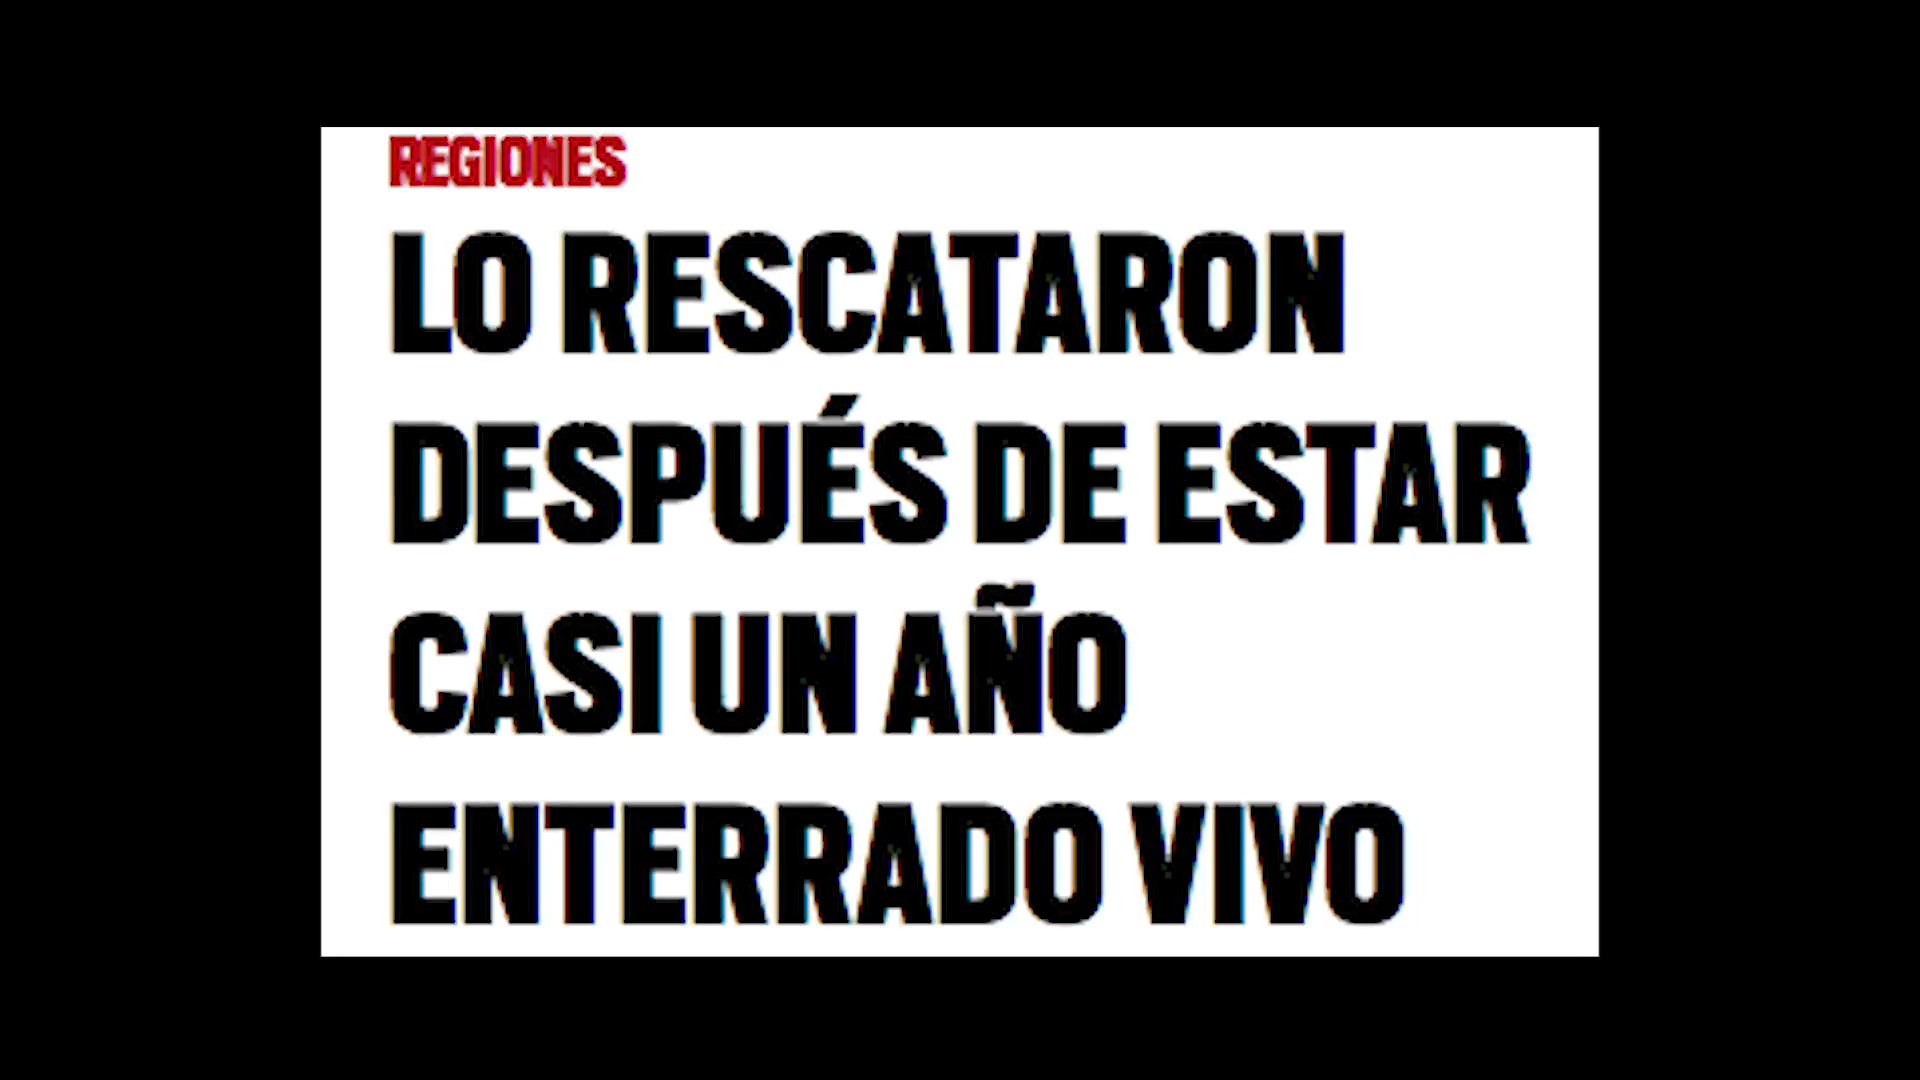 REGIONES
LO RESCATARON
DESPUÉS DE ESTAR
CASI UN AÑO
ENTERRADO VIVO